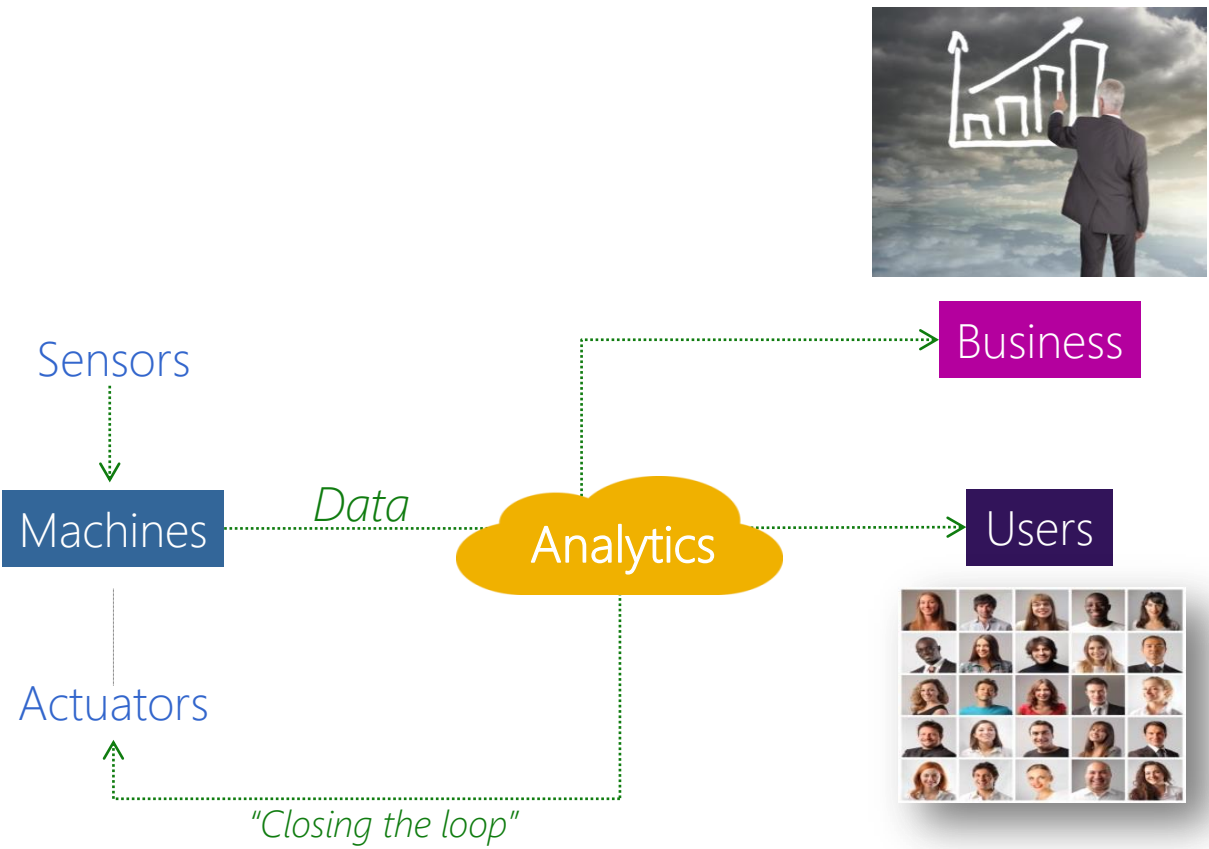 Business
Sensors
Data
Machines
Analytics
Users
Actuators
"Closing the loop"